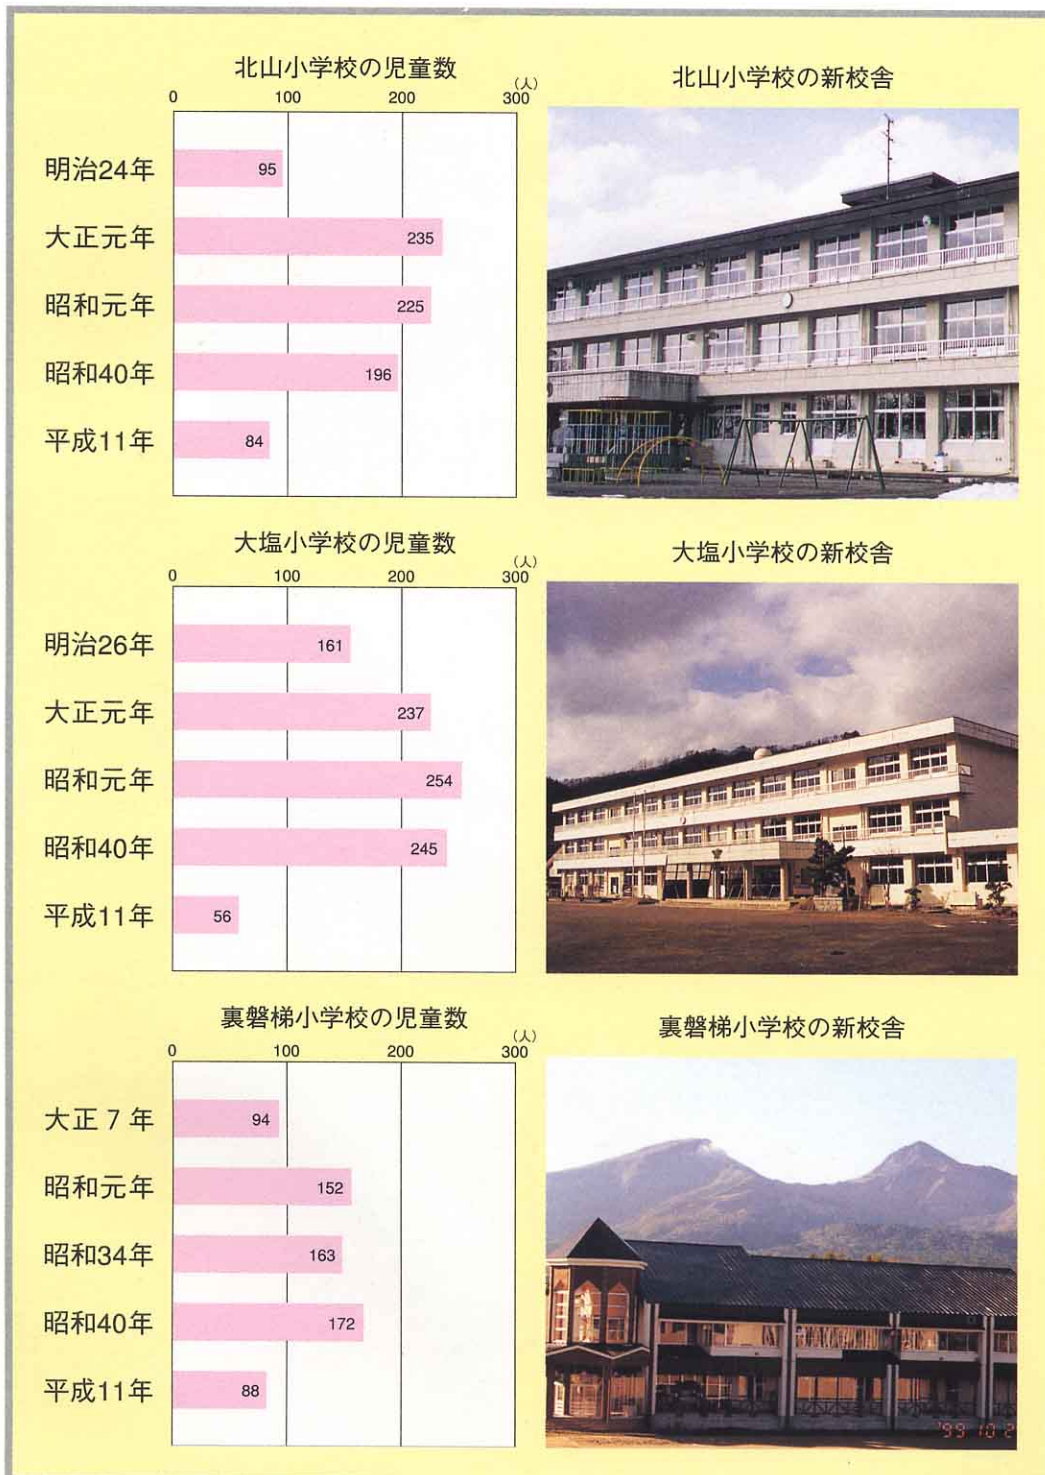 北山小学校の児童数
(人)
0 100 200 300
明治24年 95
大正元年 235
昭和元年 225
昭和40年 196
平成11年 84
北山小学校の新校舎
大塩小学校の児童数
(人)
0 100 200 300
明治26年 161
大正元年 237
昭和元年 254
昭和40年 245
平成11年 56
大塩小学校の新校舎
裏磐梯小学校の児童数
(人)
0 100 200 300
大正7年 94
昭和元年 152
昭和34年 163
昭和40年 172
平成11年 88
裏磐梯小学校の新校舎
'99 10 2